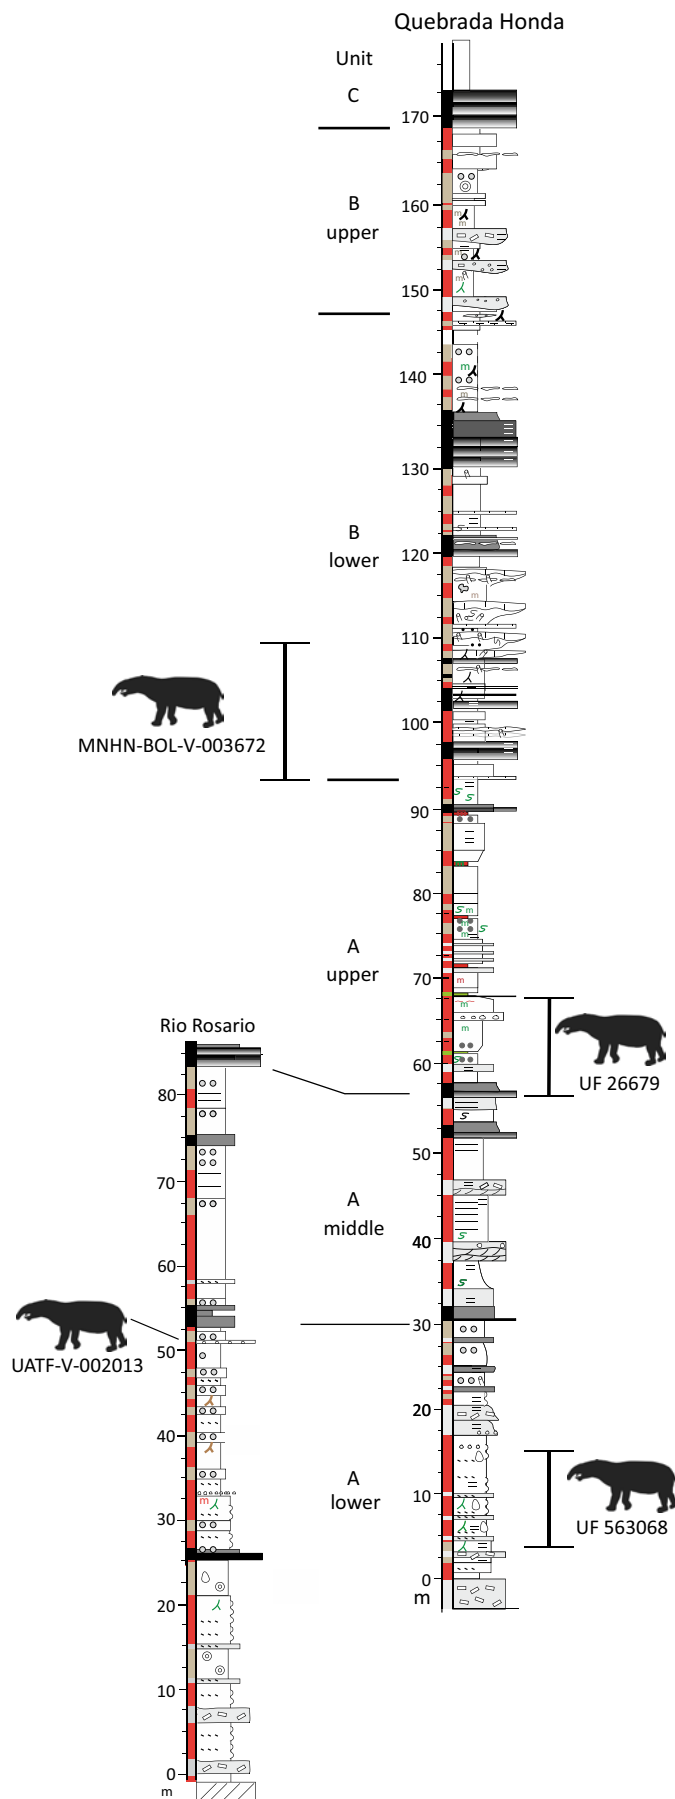 Quebrada Honda
Unit
C
170
B
upper
160
150
140
130
B
lower
120
110
MNHN-BOL-V-003672
100
90
80
A
upper
70
60
UF 26679
Rio Rosario
80
50
70
A
middle
40
60
30
UATF-V-002013
50
20
40
A
lower
10
UF 563068
30
0
m
20
10
0
m